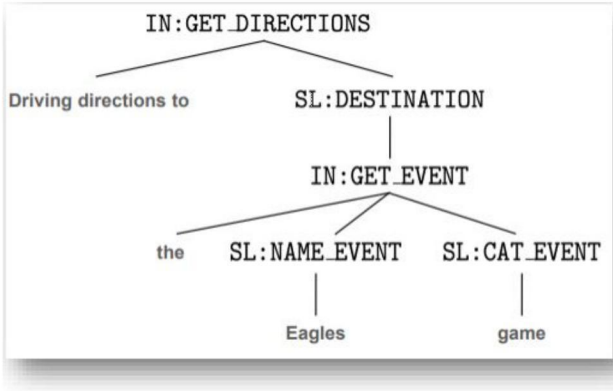 IN:GET_DIRECTIONS
Driving directions to
SL:DESTINATION
IN:GET_EVENT
the
SL:NAME_EVENT
SL:CAT_EVENT
Eagles
game